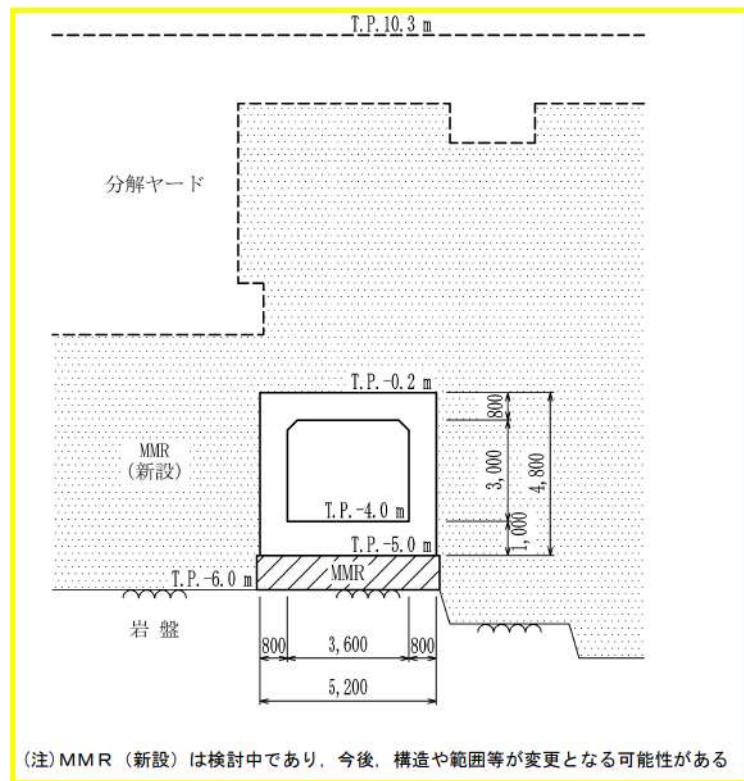 T.P.10.3 m
分解ヤード
T.P.-0.2 m
800
3,000
4,800
1,000
MMR
(新設)
T.P.-4.0 m
T.P.-5.0 m
MMR
T.P.-6.0 m
岩 盤
800
3,600
800
5,200
(注)MMR（新設）は検討中であり，今後，構造や範囲等が変更となる可能性がある